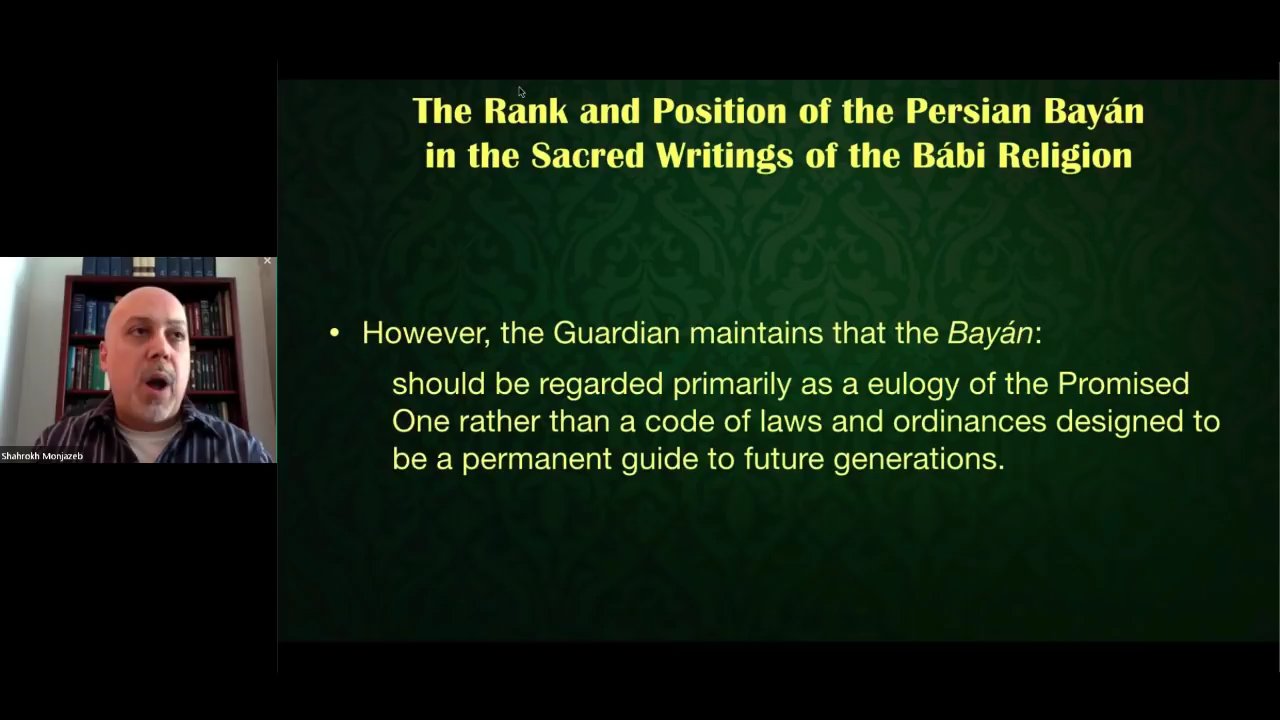 The Rank and Position of the Persian Bayán
in the Sacred Writings of the Bábi Religion
• However, the Guardian maintains that the Bayán:
should be regarded primarily as a eulogy of the Promised
One rather than a code of laws and ordinances designed to
be a permanent guide to future generations.
Shahrokh Monjazeb